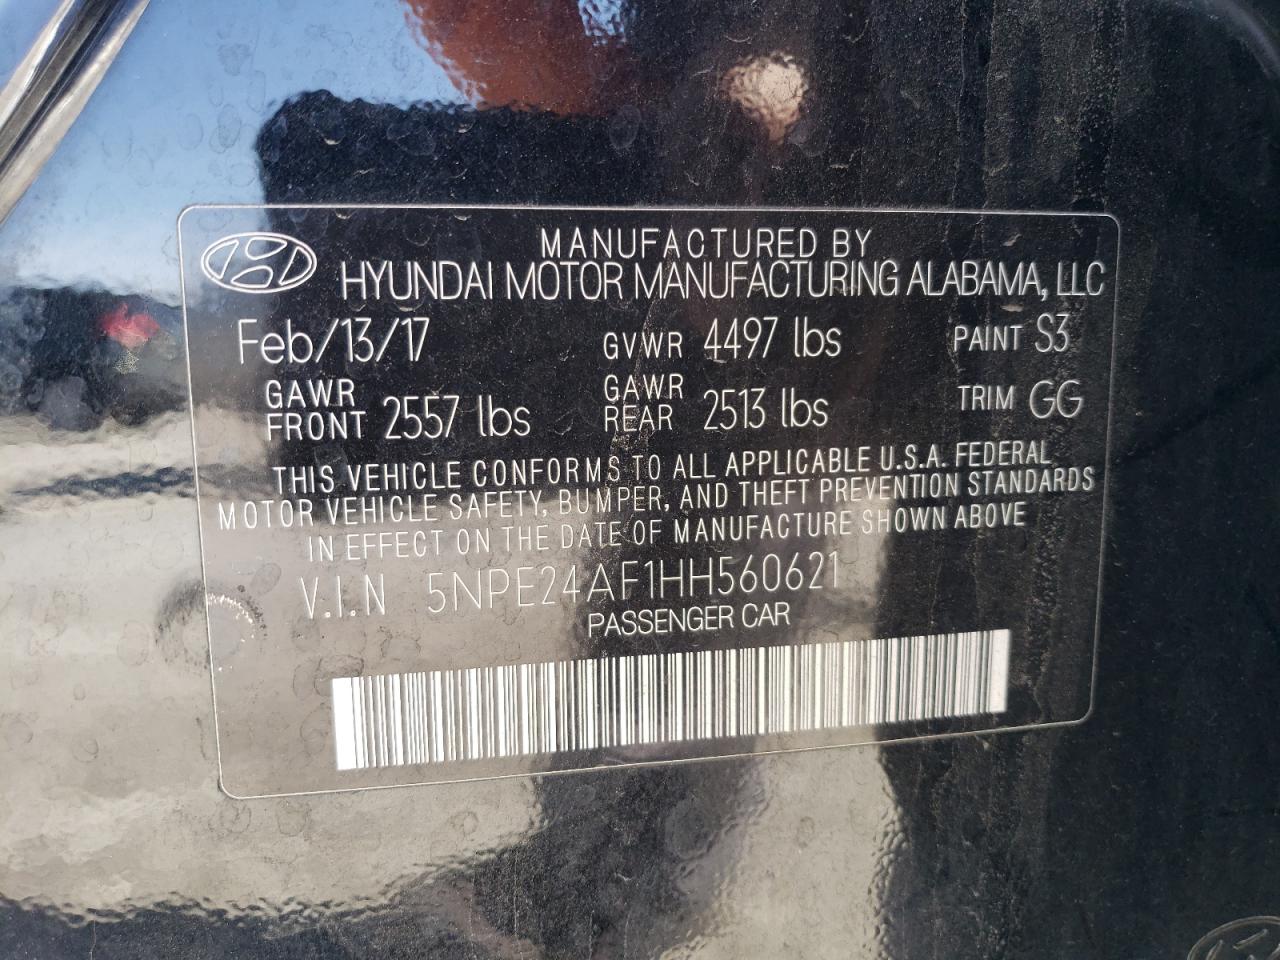 MANUFACTURED BY
HYUNDAI MOTOR MANUFACTURING ALABAMA, LLC
Feb/13/17 GVWR 4497 lbs PAINT S3
GAWR FRONT 2557 lbs GAWR REAR 2513 lbs TRIM GG
THIS VEHICLE CONFORMS TO ALL APPLICABLE U.S.A. FEDERAL
MOTOR VEHICLE SAFETY, BUMPER, AND THEFT PREVENTION STANDARDS
IN EFFECT ON THE DATE OF MANUFACTURE SHOWN ABOVE
V.I.N 5NPE24AF1HH560621
PASSENGER CAR